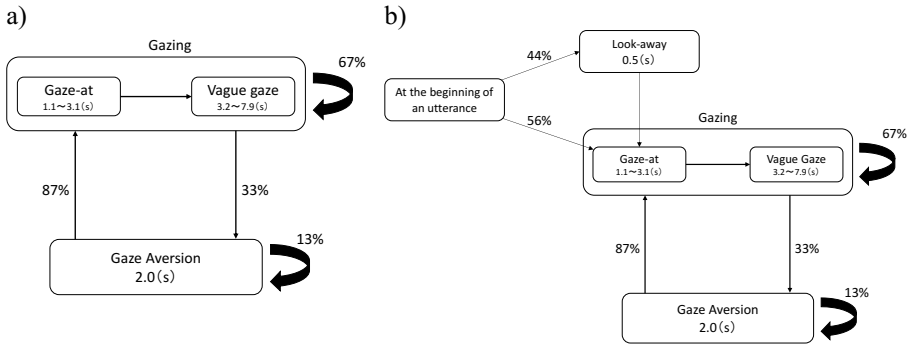 a)
Gazing
67%
Gaze-at
1.1～3.1(s)
Vague gaze
3.2～7.9(s)
87%
33%
13%
Gaze Aversion
2.0(s)
b)
Look-away
0.5(s)
44%
At the beginning of
an utterance
56%
Gazing
67%
Gaze-at
1.1～3.1(s)
Vague Gaze
3.2～7.9(s)
87%
33%
13%
Gaze Aversion
2.0(s)